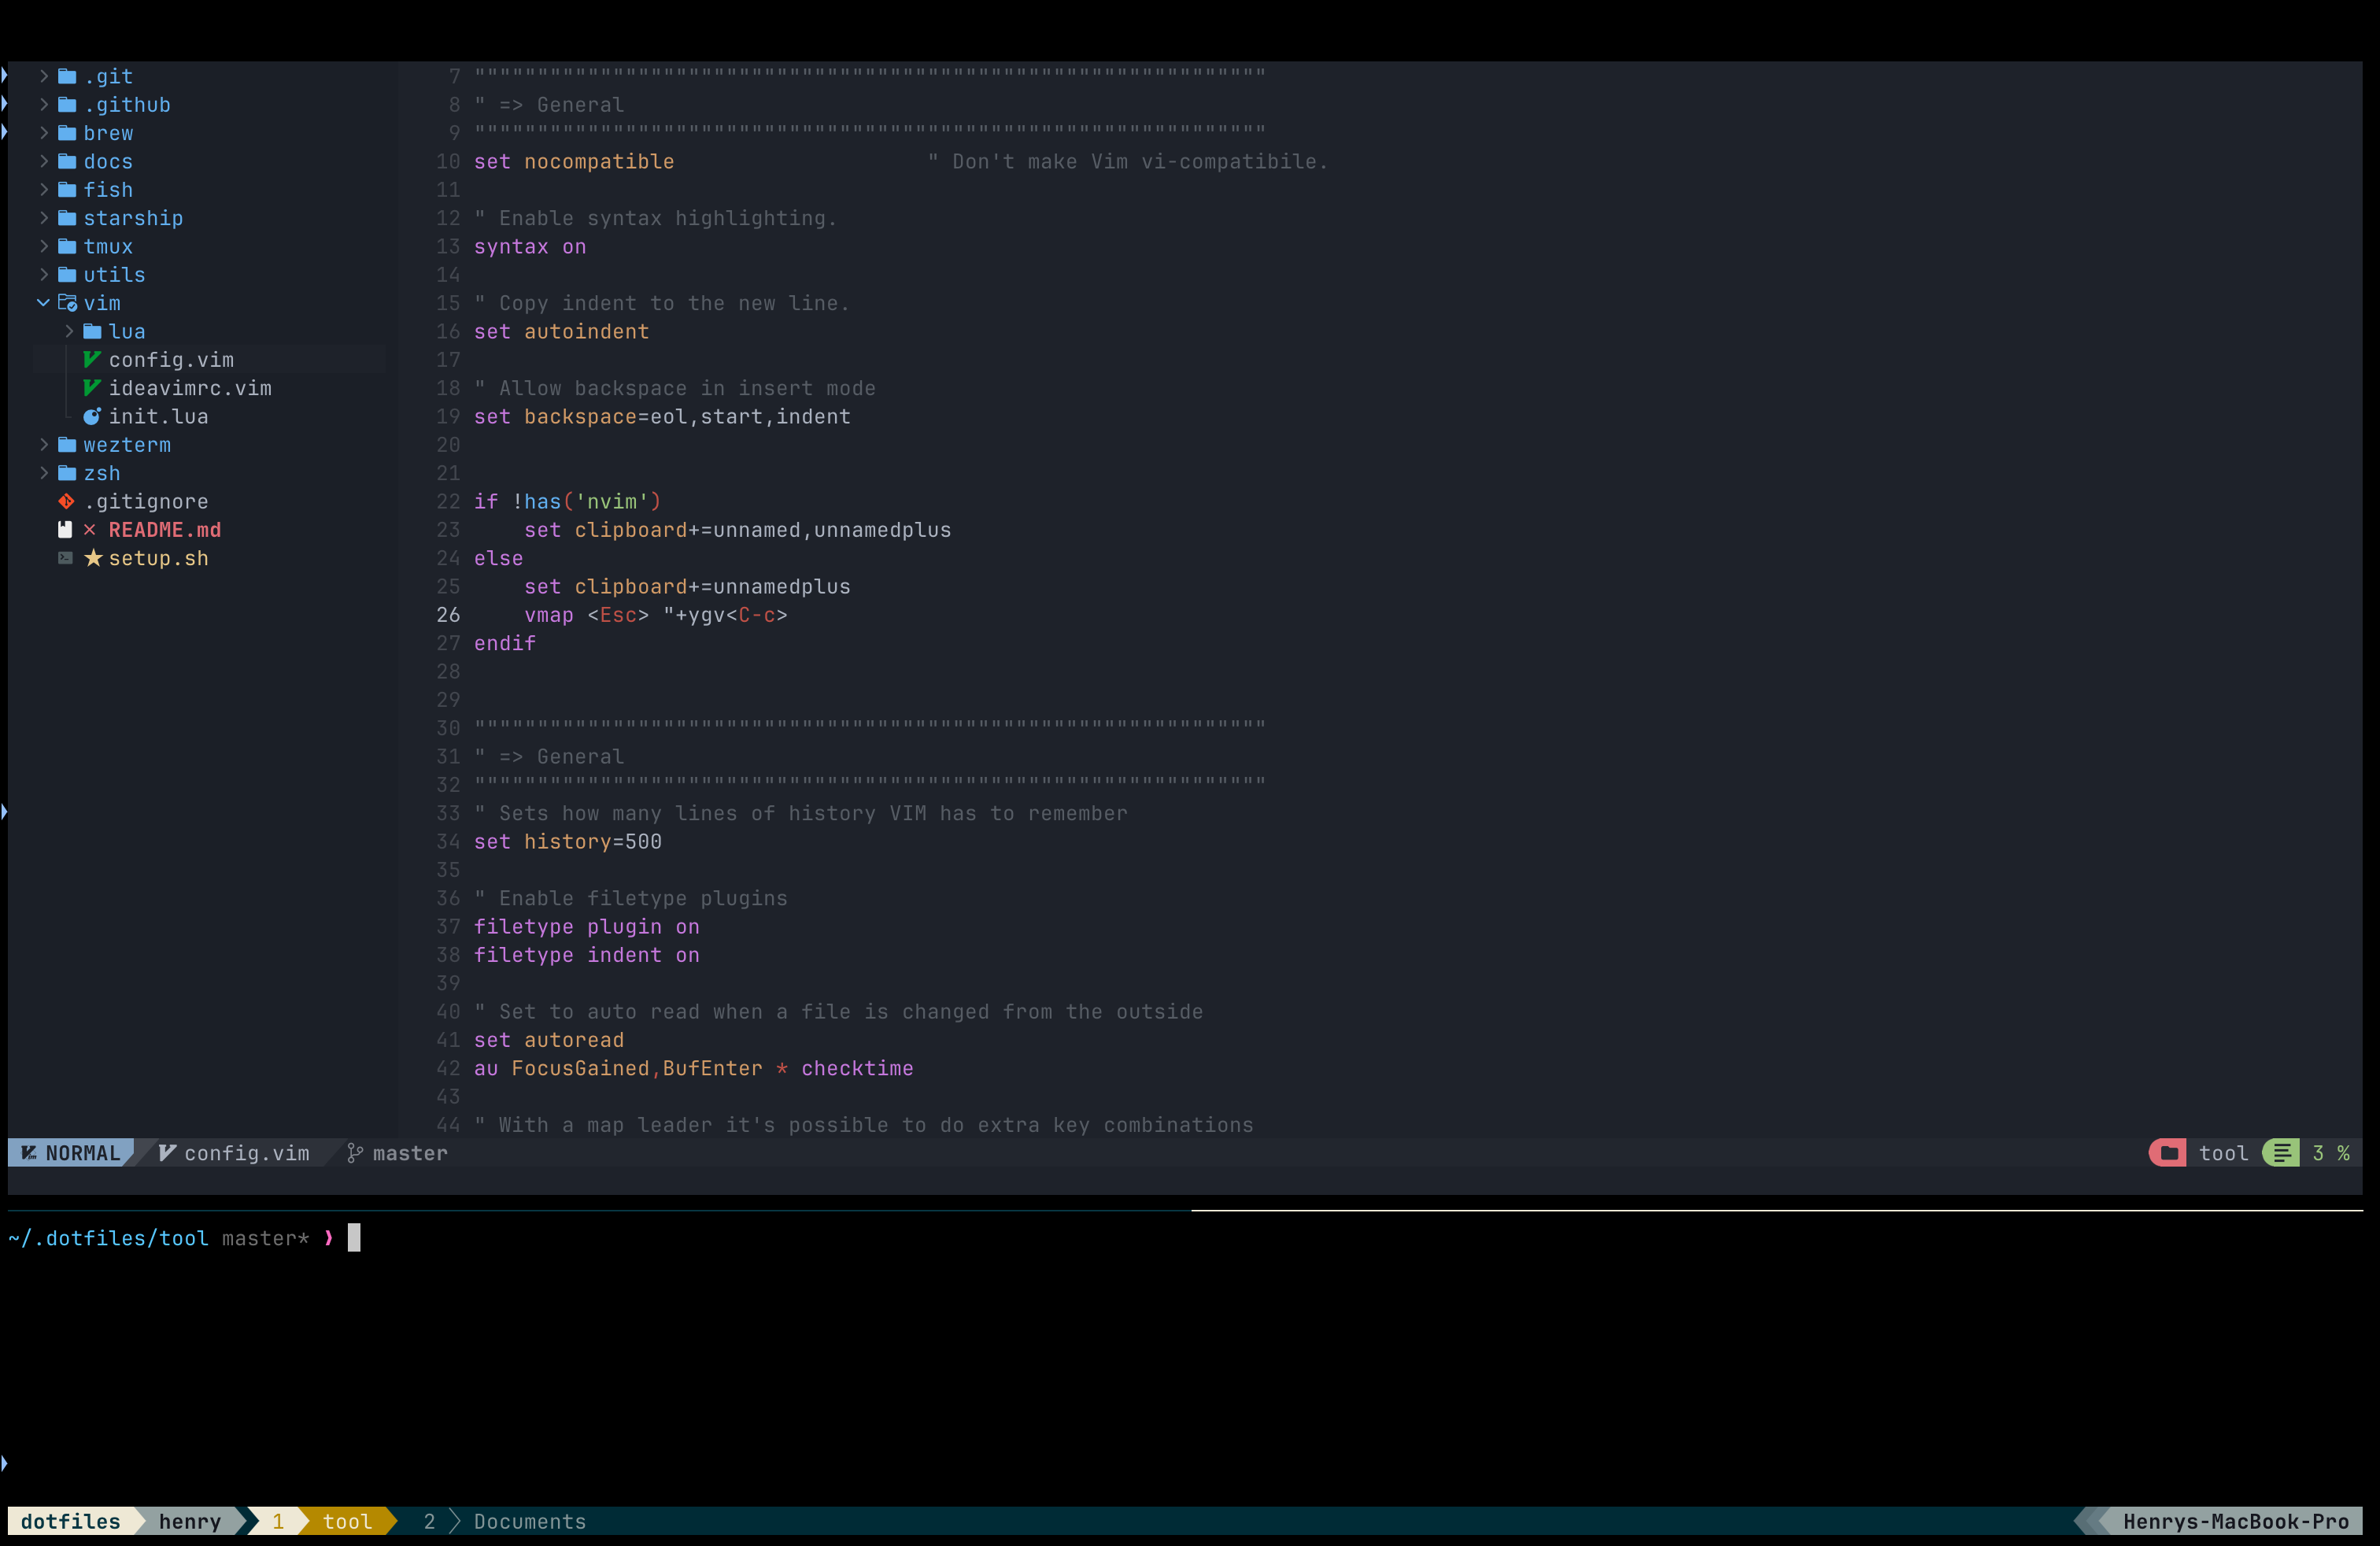 .git
.github
brew
docs
fish
starship
tmux
utils
vim
lua
config.vim
ideavimrc.vim
init.lua
wezterm
zsh
.gitignore
× README.md
★ setup.sh
7 """""""""""""""""""""""""""""""""""""""""""""""""""""""""""""""
8 " => General
9 """""""""""""""""""""""""""""""""""""""""""""""""""""""""""""""
10 set nocompatible                    " Don't make Vim vi-compatibile.
11
12 " Enable syntax highlighting.
13 syntax on
14
15 " Copy indent to the new line.
16 set autoindent
17
18 " Allow backspace in insert mode
19 set backspace=eol,start,indent
20
21
22 if !has('nvim')
23     set clipboard+=unnamed,unnamedplus
24 else
25     set clipboard+=unnamedplus
26     vmap <Esc> "+ygv<C-c>
27 endif
28
29
30 """""""""""""""""""""""""""""""""""""""""""""""""""""""""""""""
31 " => General
32 """""""""""""""""""""""""""""""""""""""""""""""""""""""""""""""
33 " Sets how many lines of history VIM has to remember
34 set history=500
35
36 " Enable filetype plugins
37 filetype plugin on
38 filetype indent on
39
40 " Set to auto read when a file is changed from the outside
41 set autoread
42 au FocusGained,BufEnter * checktime
43
44 " With a map leader it's possible to do extra key combinations
NORMAL config.vim master tool 3 %
~/.dotfiles/tool master* ❯
dotfiles henry 1 tool 2 Documents Henrys-MacBook-Pro